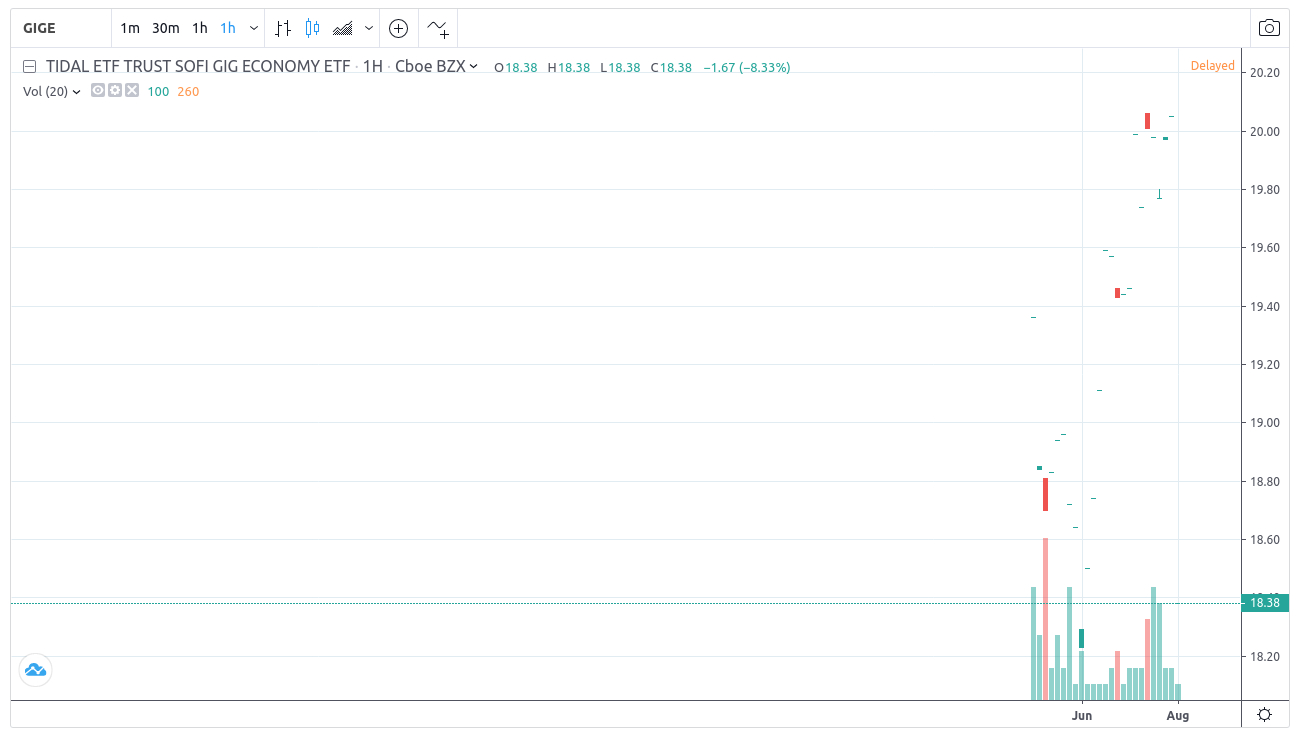 GIGE 1m 30m 1h 1h
TIDAL ETF TRUST SOFI GIG ECONOMY ETF · 1H · Cboe BZX O18.38 H18.38 L18.38 C18.38 −1.67 (−8.33%) Delayed
Vol (20) 100 260
20.20
20.00
19.80
19.60
19.40
19.20
19.00
18.80
18.60
18.38
18.20
Jun Aug